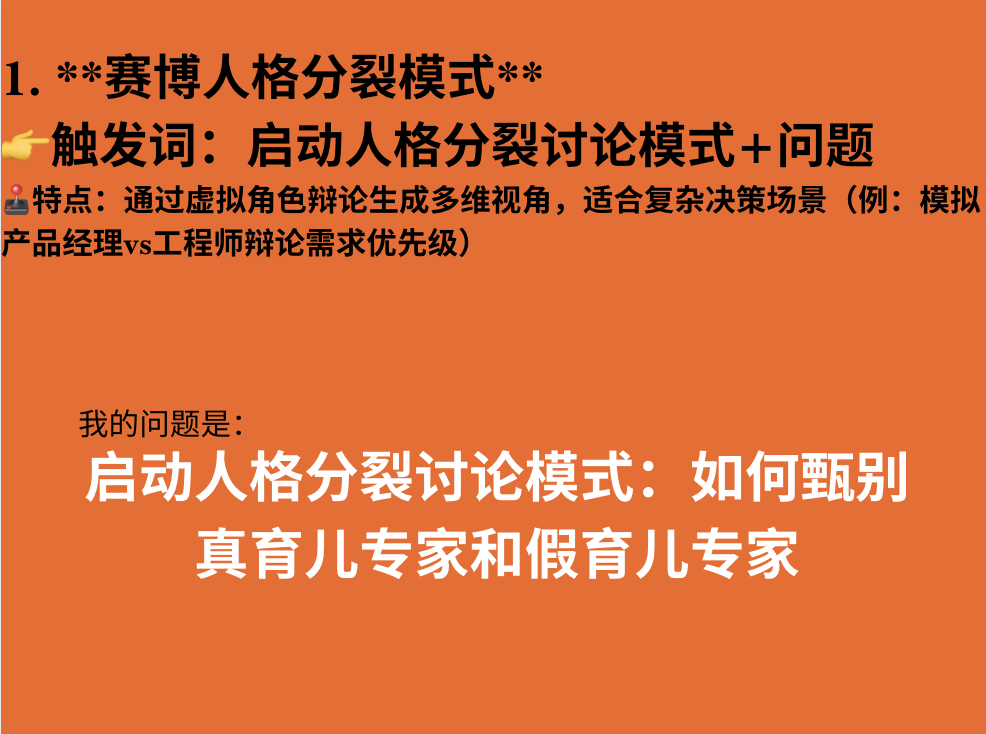 1. **赛博人格分裂模式**
👉触发词：启动人格分裂讨论模式+问题
🕹️特点：通过虚拟角色辩论生成多维视角，适合复杂决策场景（例：模拟
产品经理vs工程师辩论需求优先级）
我的问题是：
启动人格分裂讨论模式：如何甄别
真育儿专家和假育儿专家